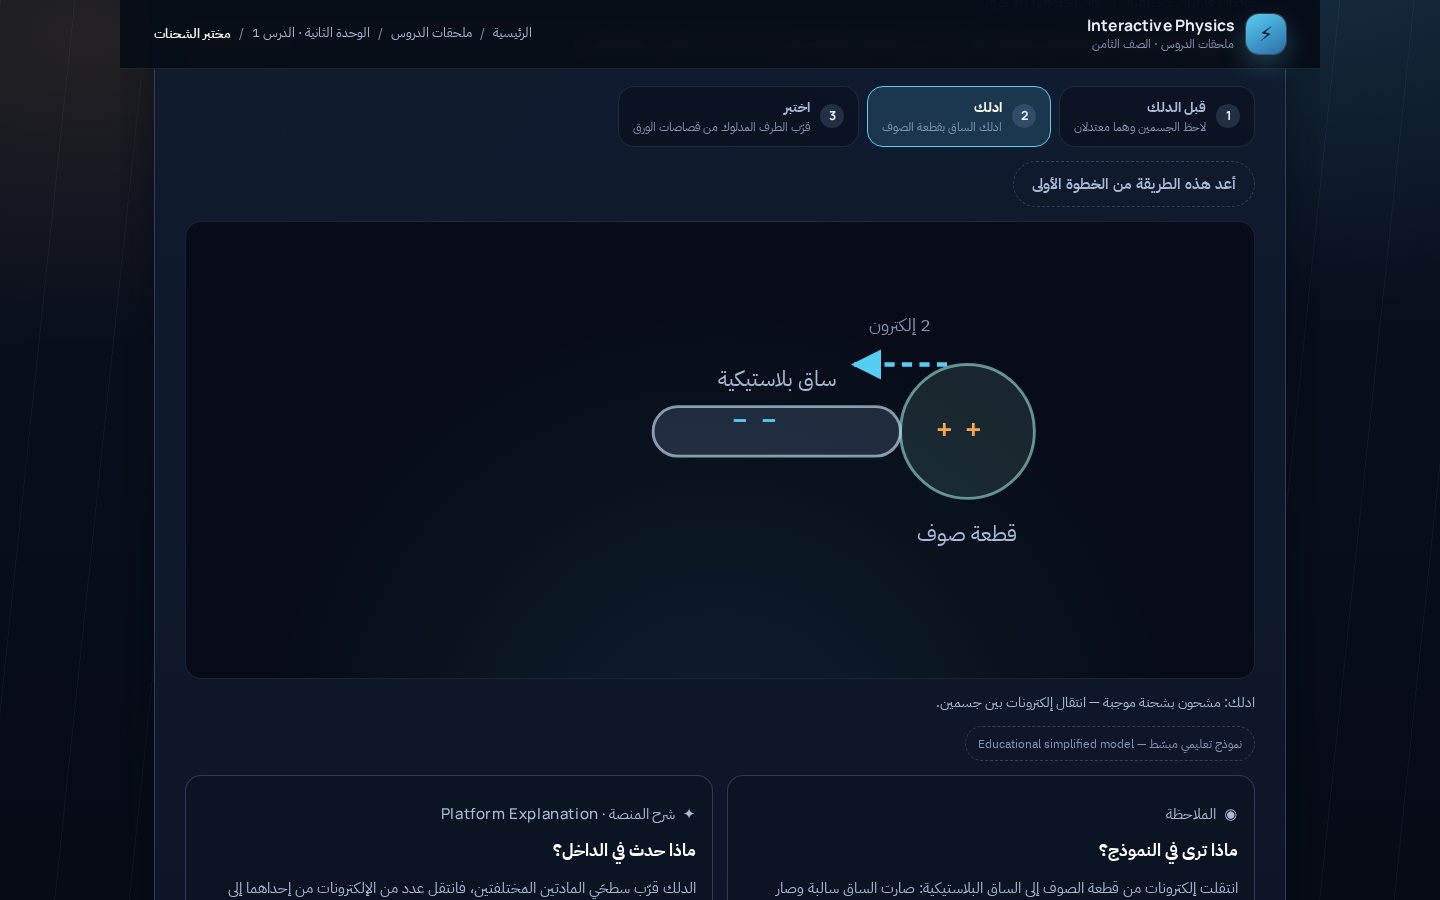 Interactive Physics
ملحقات الدروس · الصف الثامن
الرئيسية / ملحقات الدروس / الوحدة الثانية · الدرس 1 / مختبر الشحنات
1
قبل الدلك
لاحظ الجسمين وهما معتدلان
2
ادلك
ادلك الساق بقطعة الصوف
3
اختبر
قرّب الطرف المدلوك من قصاصات الورق
أعد هذه الطريقة من الخطوة الأولى
2 إلكترون
ساق بلاستيكية
− −
+ +
قطعة صوف
ادلك: مشحون بشحنة موجبة — انتقال إلكترونات بين جسمين.
نموذج تعليمي مبسّط — Educational simplified model
◉ الملاحظة
ماذا ترى في النموذج؟
انتقلت إلكترونات من قطعة الصوف إلى الساق البلاستيكية: صارت الساق سالبة وصار
✦ شرح المنصة · Platform Explanation
ماذا حدث في الداخل؟
الدلك قرّب سطحَي المادتين المختلفتين، فانتقل عدد من الإلكترونات من إحداهما إلى